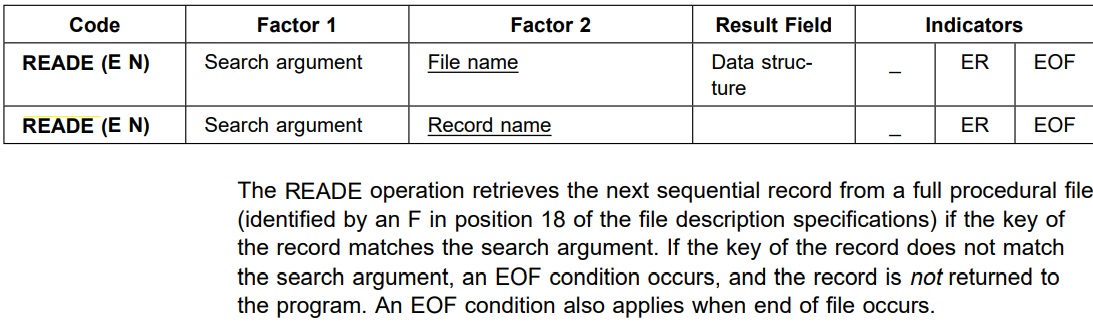 Code Factor 1 Factor 2 Result Field Indicators
READE (E N) Search argument File name Data struc- _ ER EOF
ture
READE (E N) Search argument Record name _ ER EOF
The READE operation retrieves the next sequential record from a full procedural file
(identified by an F in position 18 of the file description specifications) if the key of
the record matches the search argument. If the key of the record does not match
the search argument, an EOF condition occurs, and the record is not returned to
the program. An EOF condition also applies when end of file occurs.